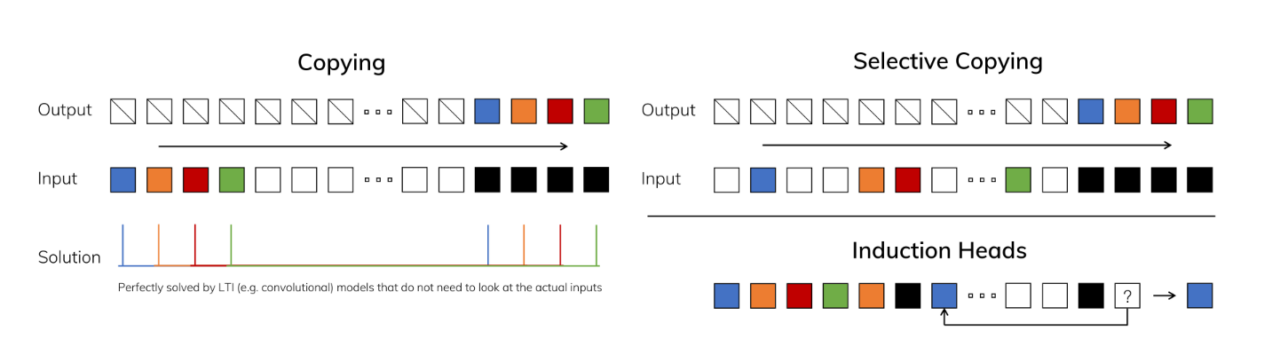 Copying
Output
Input
Solution
Perfectly solved by LTI (e.g. convolutional) models that do not need to look at the actual inputs
Selective Copying
Output
Input
Induction Heads
?